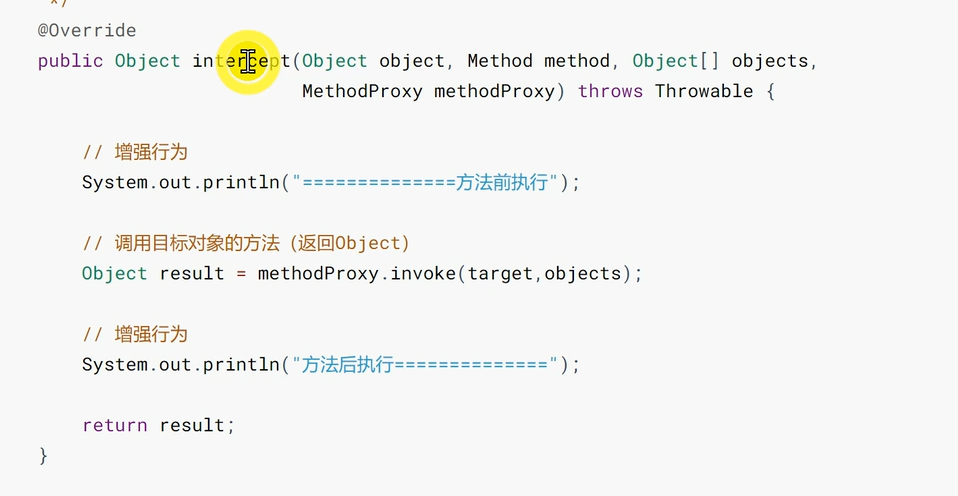 */
@Override
public Object intercept(Object object, Method method, Object[] objects,
MethodProxy methodProxy) throws Throwable {
// 增强行为
System.out.println("==============方法前执行");
// 调用目标对象的方法 (返回Object)
Object result = methodProxy.invoke(target,objects);
// 增强行为
System.out.println("方法后执行==============");
return result;
}